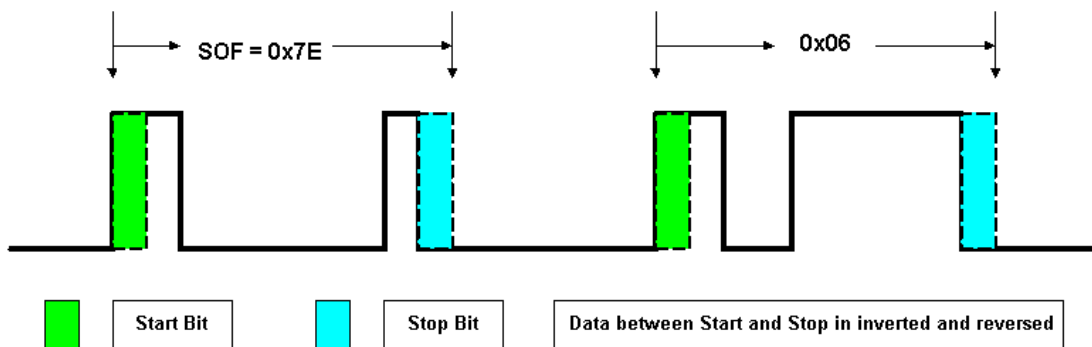 SOF = 0x7E
0x06
Start Bit
Stop Bit
Data between Start and Stop in inverted and reversed